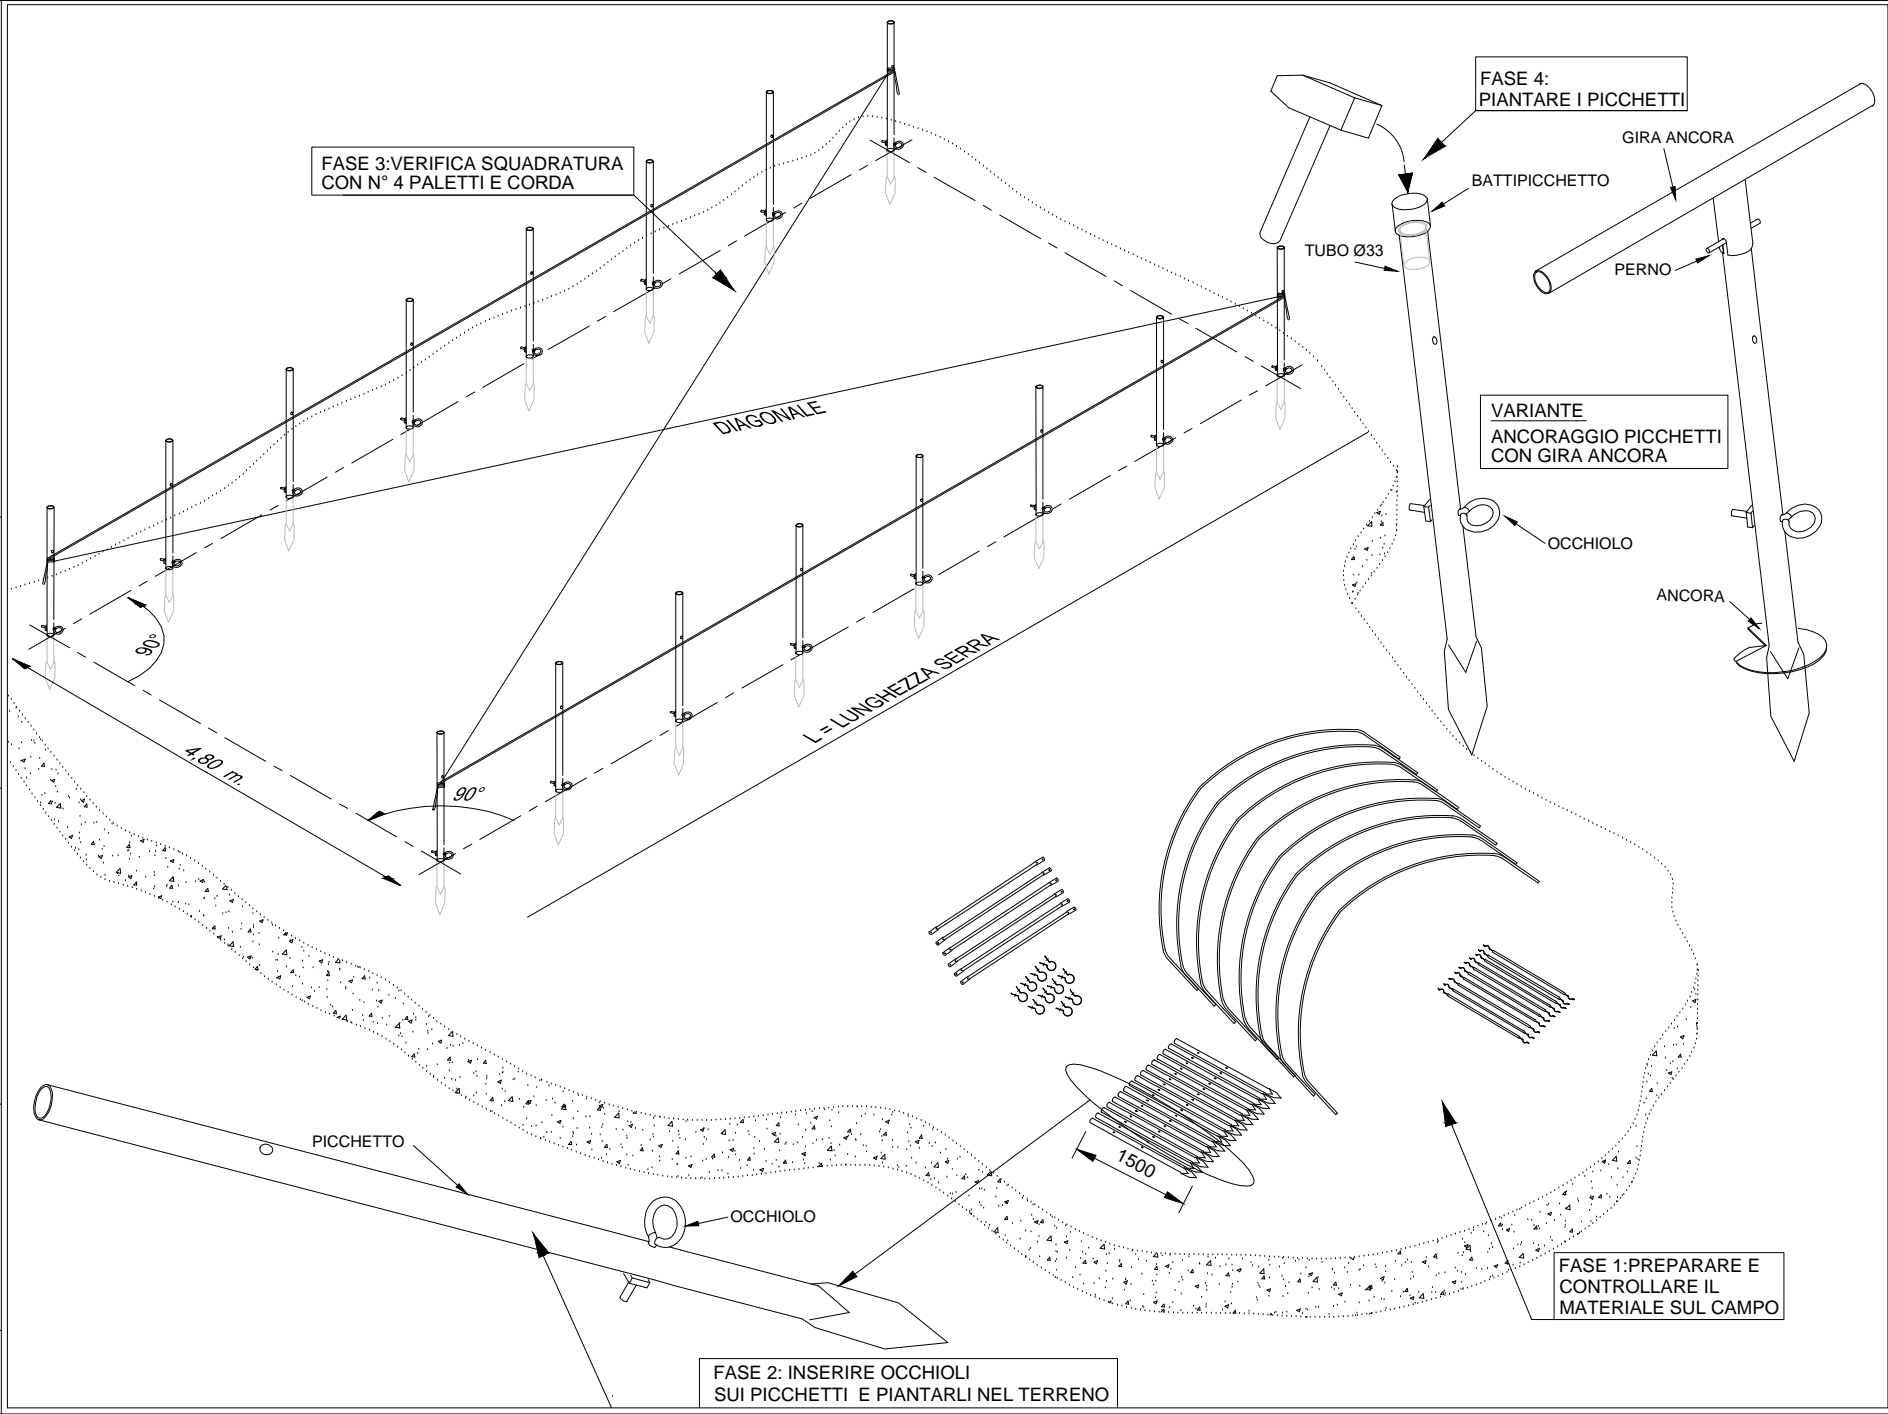 FASE 4:
PIANTARE I PICCHETTI
GIRA ANCORA
FASE 3:VERIFICA SQUADRATURA
CON N° 4 PALETTI E CORDA
BATTIPICCHETTO
TUBO Ø33
PERNO
VARIANTE
ANCORAGGIO PICCHETTI
CON GIRA ANCORA
DIAGONALE
OCCHIOLO
ANCORA
90°
L = LUNGHEZZA SERRA
4,80 m.
90°
PICCHETTO
1500
OCCHIOLO
FASE 1:PREPARARE E
CONTROLLARE IL
MATERIALE SUL CAMPO
FASE 2: INSERIRE OCCHIOLI
SUI PICCHETTI E PIANTARLI NEL TERRENO